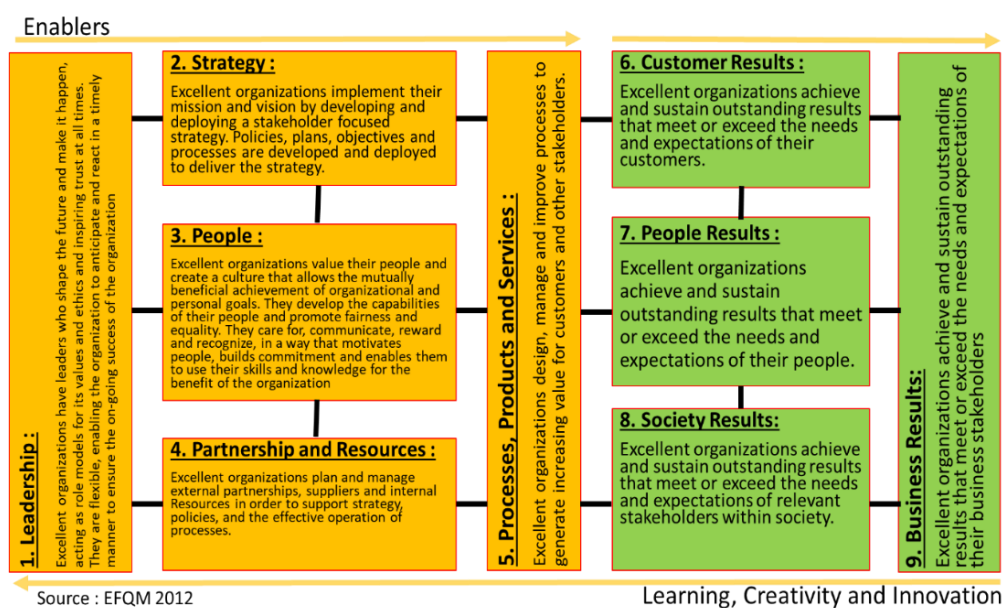 Enablers
1. Leadership :
Excellent organizations have leaders who shape the future and make it happen,
acting as role models for its values and ethics and inspiring trust at all times.
They are flexible, enabling the organization to anticipate and react in a timely
manner to ensure the on-going success of the organization
2. Strategy :
Excellent organizations implement their
mission and vision by developing and
deploying a stakeholder focused
strategy. Policies, plans, objectives and
processes are developed and deployed
to deliver the strategy.
3. People :
Excellent organizations value their people and
create a culture that allows the mutually
beneficial achievement of organizational and
personal goals. They develop the capabilities
of their people and promote fairness and
equality. They care for, communicate, reward
and recognize, in a way that motivates
people, builds commitment and enables them
to use their skills and knowledge for the
benefit of the organization
4. Partnership and Resources :
Excellent organizations plan and manage
external partnerships, suppliers and internal
Resources in order to support strategy,
policies, and the effective operation of
processes.
5. Processes, Products and Services :
Excellent organizations design, manage and improve processes to
generate increasing value for customers and other stakeholders.
6. Customer Results :
Excellent organizations achieve
and sustain outstanding results
that meet or exceed the needs
and expectations of their
customers.
7. People Results :
Excellent organizations
achieve and sustain
outstanding results that meet
or exceed the needs and
expectations of their people.
8. Society Results:
Excellent organizations achieve
and sustain outstanding results
that meet or exceed the needs
and expectations of relevant
stakeholders within society.
9. Business Results:
Excellent organizations achieve and sustain outstanding
results that meet or exceed the needs and expectations of
their business stakeholders
Source : EFQM 2012
Learning, Creativity and Innovation